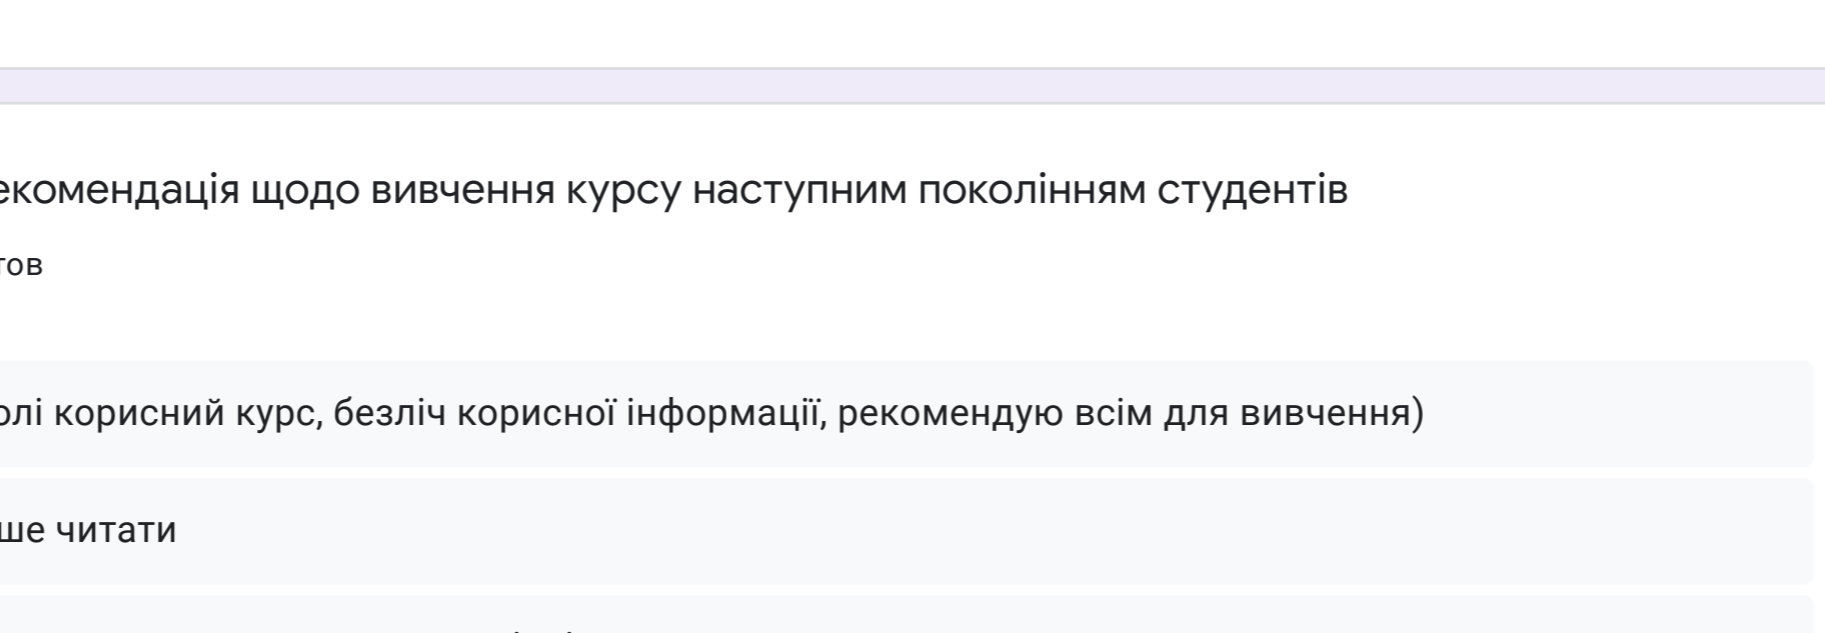 екомендація щодо вивчення курсу наступним поколінням студентів
тов
олі корисний курс, безліч корисної інформації, рекомендую всім для вивчення)
ше читати